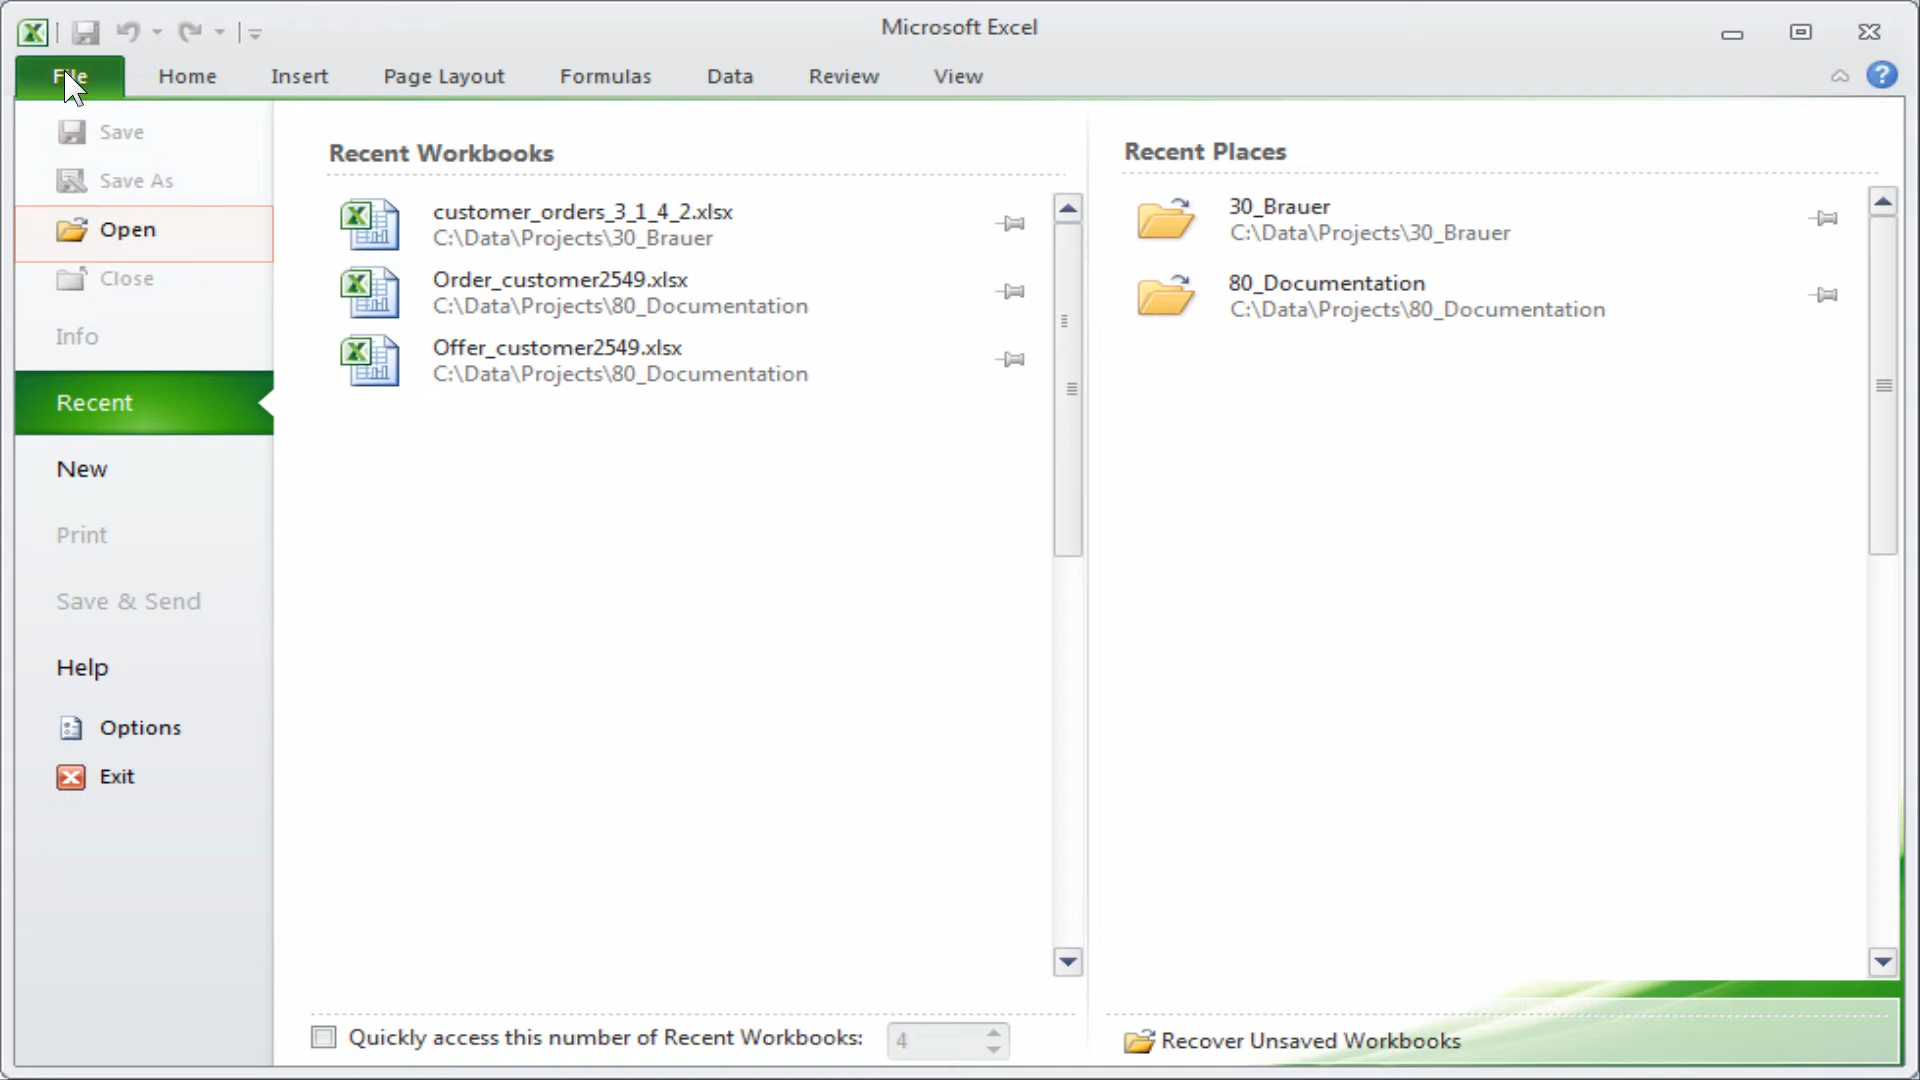 Microsoft Excel
File Home Insert Page Layout Formulas Data Review View
Save
Save As
Open
Close
Info
Recent
New
Print
Save & Send
Help
Options
Exit
Recent Workbooks
customer_orders_3_1_4_2.xlsx
C:\Data\Projects\30_Brauer
Order_customer2549.xlsx
C:\Data\Projects\80_Documentation
Offer_customer2549.xlsx
C:\Data\Projects\80_Documentation
Quickly access this number of Recent Workbooks: 4
Recent Places
30_Brauer
C:\Data\Projects\30_Brauer
80_Documentation
C:\Data\Projects\80_Documentation
Recover Unsaved Workbooks